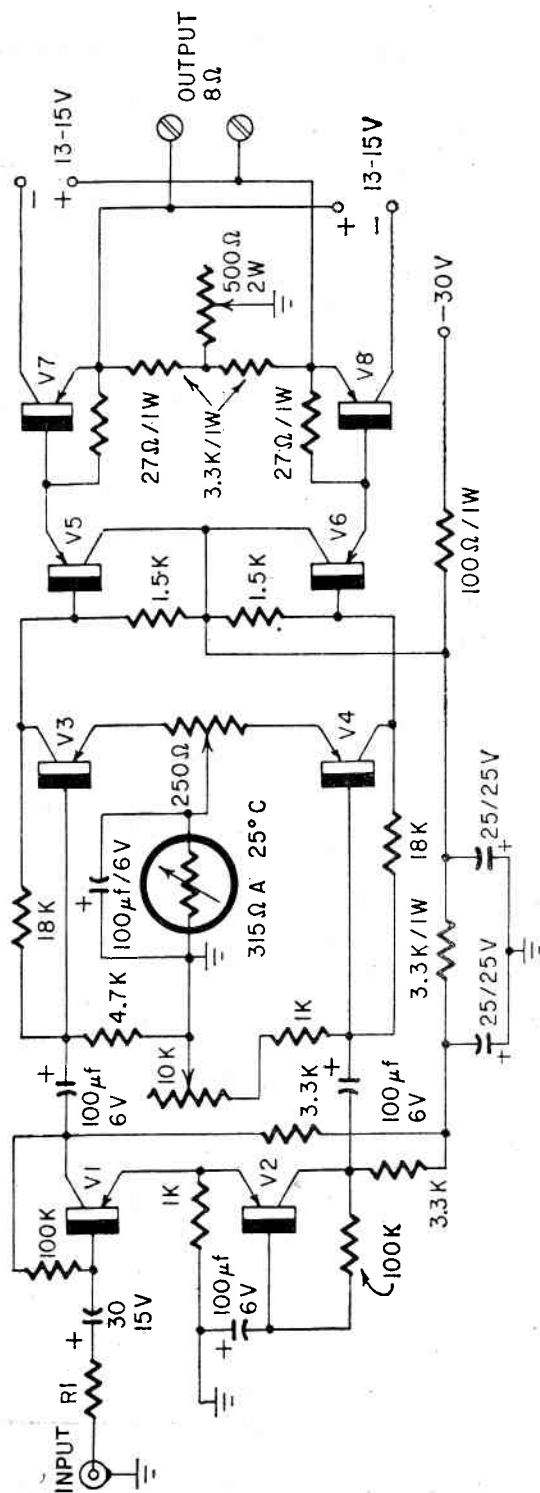 INPUT
R1
+
30
15V
100K
V1
1K
100µf
6V
+
V2
100K
3.3K
3.3K
+
100µf
6V
+
100µf
6V
10K
1K
4.7K
18K
+
100µf/6V
315Ω A 25°C
250Ω
V3
V4
18K
3.3K/1W
25/25V
+
25/25V
+
1.5K
1.5K
V5
V6
100Ω/1W
-30V
27Ω/1W
3.3K/1W
27Ω/1W
V7
V8
500Ω
2W
-
+
13-15V
OUTPUT
8Ω
+
-
13-15V